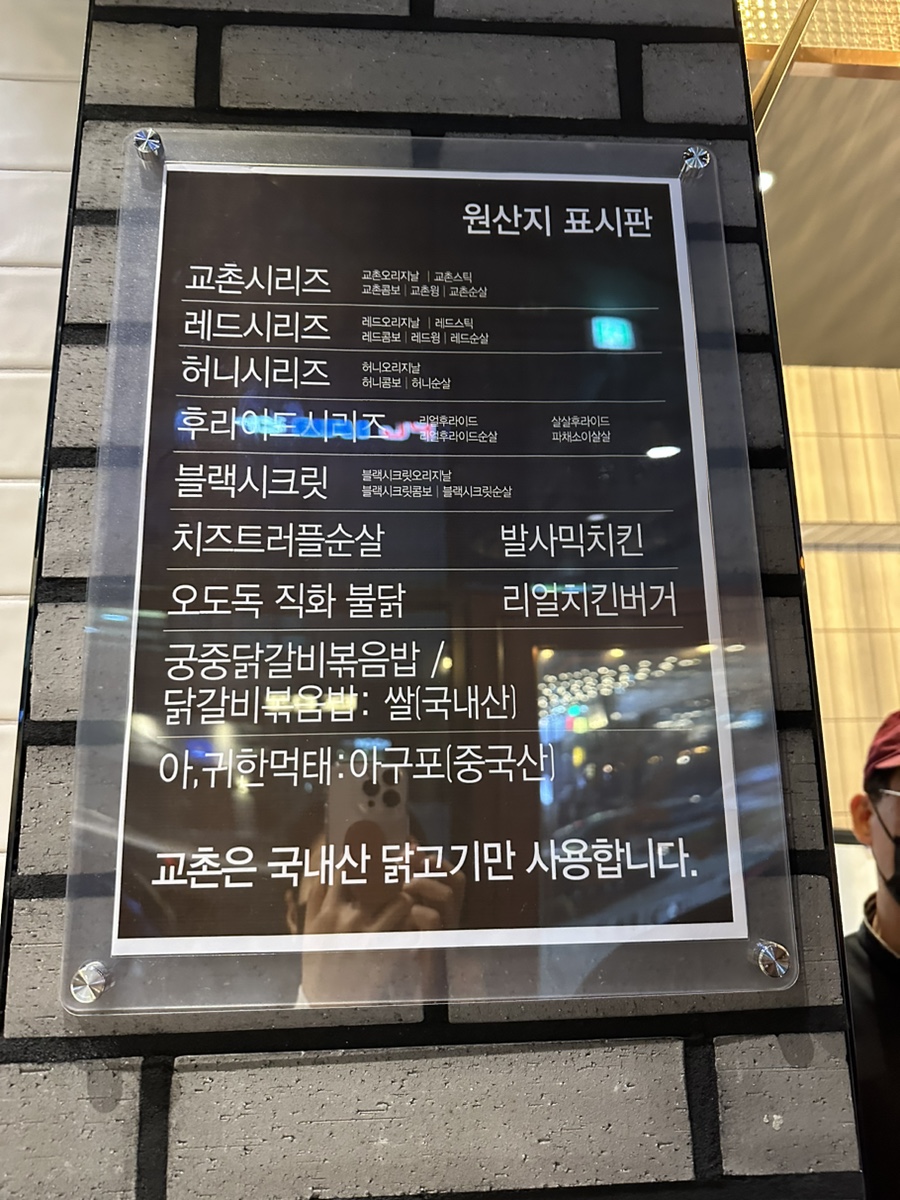 원산지 표시판
교촌시리즈 교촌오리지날 | 교촌스틱
교촌콤보 | 교촌윙 | 교촌순살
레드시리즈 레드오리지날 | 레드스틱
레드콤보 | 레드윙 | 레드순살
허니시리즈 허니오리지날
허니콤보 | 허니순살
후라이드시리즈 리얼후라이드 살살후라이드
리얼후라이드순살 파채소이살살
블랙시크릿 블랙시크릿오리지날
블랙시크릿콤보 | 블랙시크릿순살
치즈트러플순살 발사믹치킨
오도독 직화 불닭 리얼치킨버거
궁중닭갈비볶음밥 /
닭갈비볶음밥: 쌀(국내산)
아,귀한먹태:아구포(중국산)
교촌은 국내산 닭고기만 사용합니다.